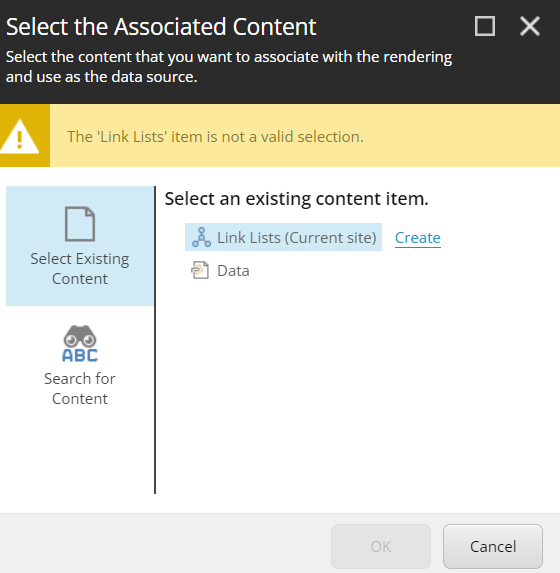 Select the Associated Content
Select the content that you want to associate with the rendering
and use as the data source.
The 'Link Lists' item is not a valid selection.
Select Existing
Content
ABC
Search for
Content
Select an existing content item.
Link Lists (Current site) Create
Data
OK Cancel